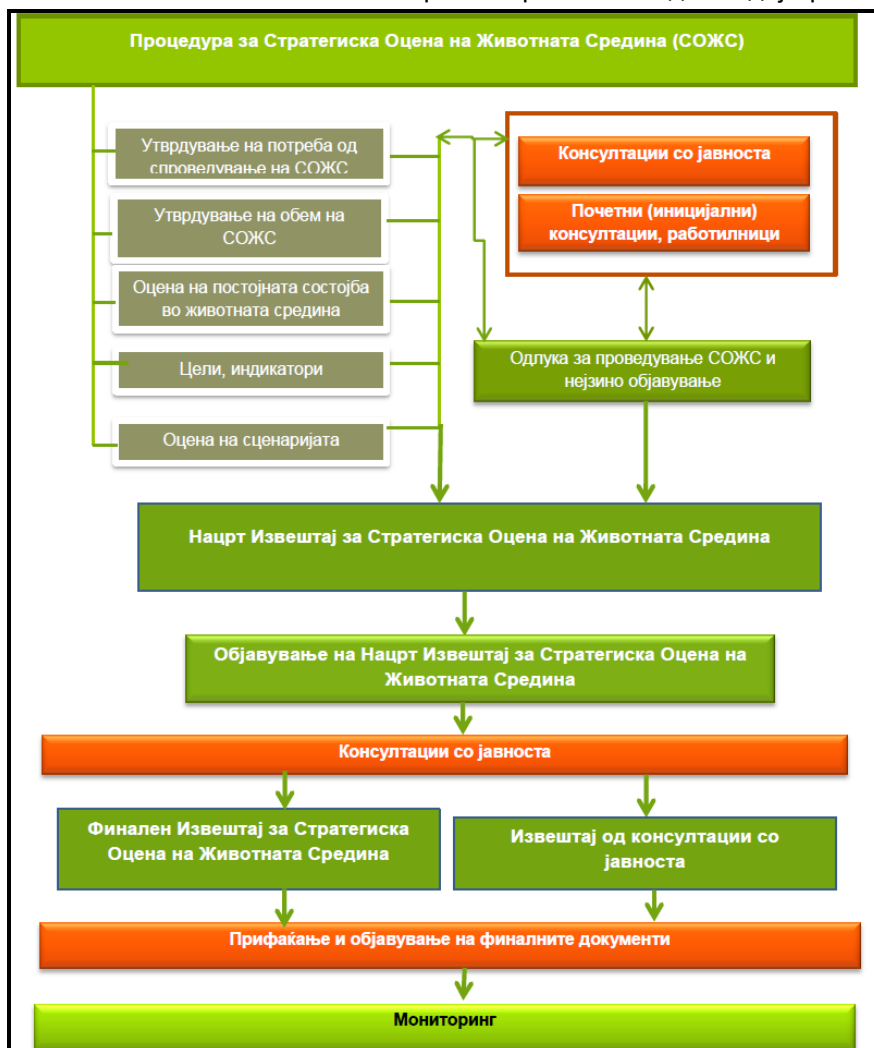 Процедура за Стратегиска Оцена на Животната Средина (СОЖС)
Утврдување на потреба од
спроведување на СОЖС
Утврдување на обем на
СОЖС
Оцена на постојната состојба
во животната средина
Цели, индикатори
Оцена на сценаријата
Консултации со јавноста
Почетни (иницијални)
консултации, работилници
Одлука за проведување СОЖС и
нејзино објавување
Нацрт Извештај за Стратегиска Оцена на Животната Средина
Објавување на Нацрт Извештај за Стратегиска Оцена на
Животната Средина
Консултации со јавноста
Финален Извештај за Стратегиска
Оцена на Животната Средина
Извештај од консултации со
јавноста
Прифаќање и објавување на финалните документи
Мониторинг